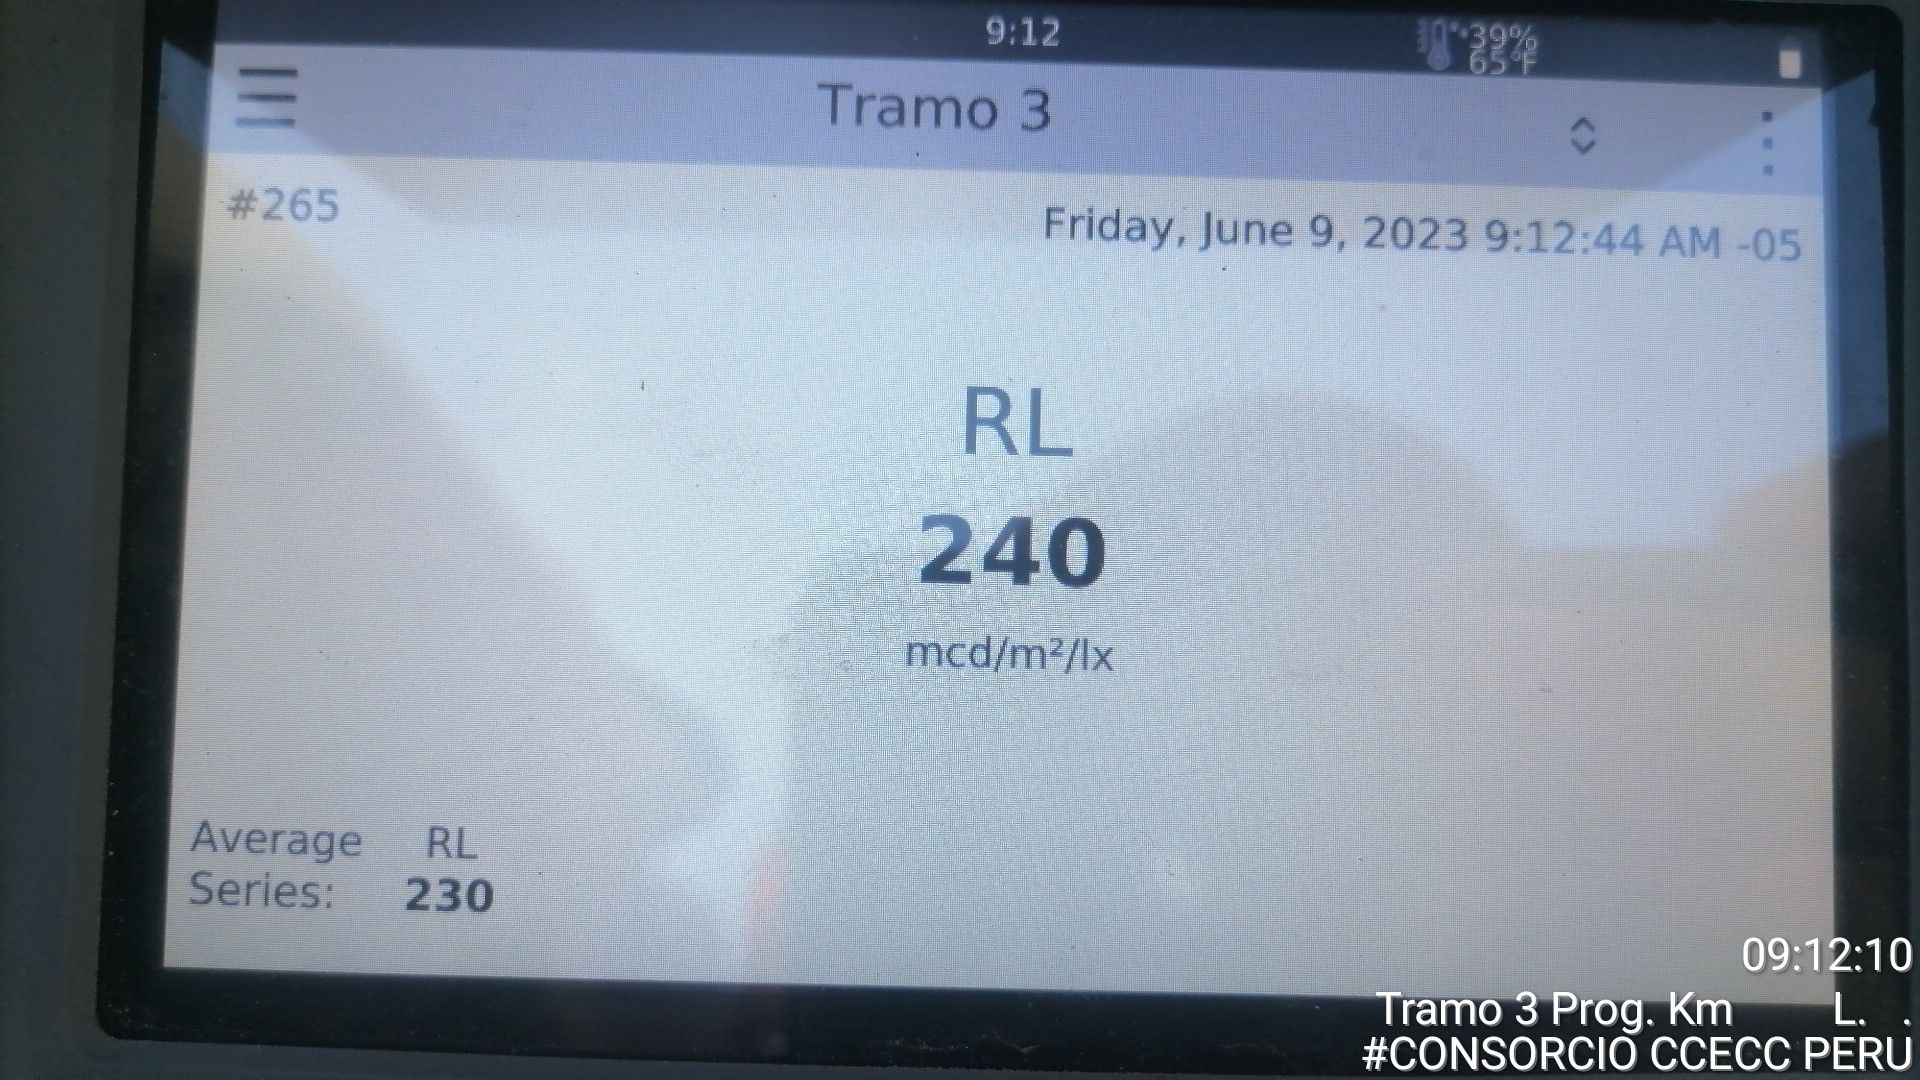 9:12
39%
65°F
Tramo 3
#265
Friday, June 9, 2023 9:12:44 AM -05
RL
240
mcd/m²/lx
Average RL
Series: 230
09:12:10
Tramo 3 Prog. Km L. .
#CONSORCIO CCECC PERU